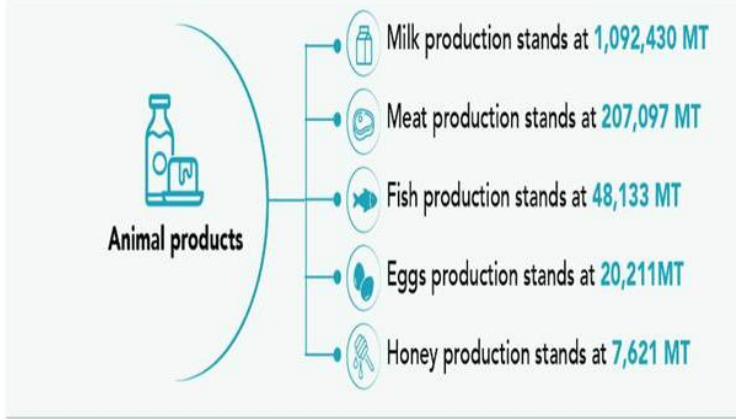 Milk production stands at 1,092,430 MT
Meat production stands at 207,097 MT
Animal products
Fish production stands at 48,133 MT
Eggs production stands at 20,211MT
Honey production stands at 7,621 MT